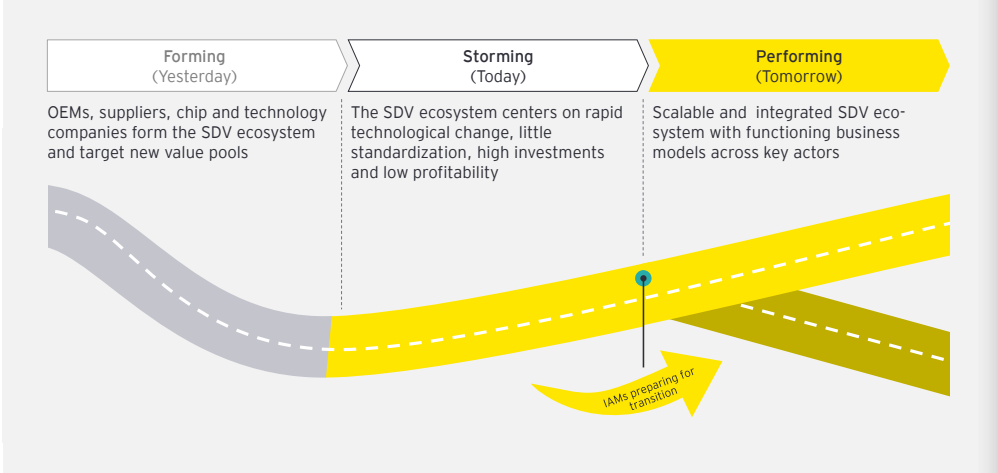 Forming
(Yesterday)
Storming
(Today)
Performing
(Tomorrow)
OEMs, suppliers, chip and technology
companies form the SDV ecosystem
and target new value pools
The SDV ecosystem centers on rapid
technological change, little
standardization, high investments
and low profitability
Scalable and integrated SDV eco-
system with functioning business
models across key actors
IAMs preparing for
transition